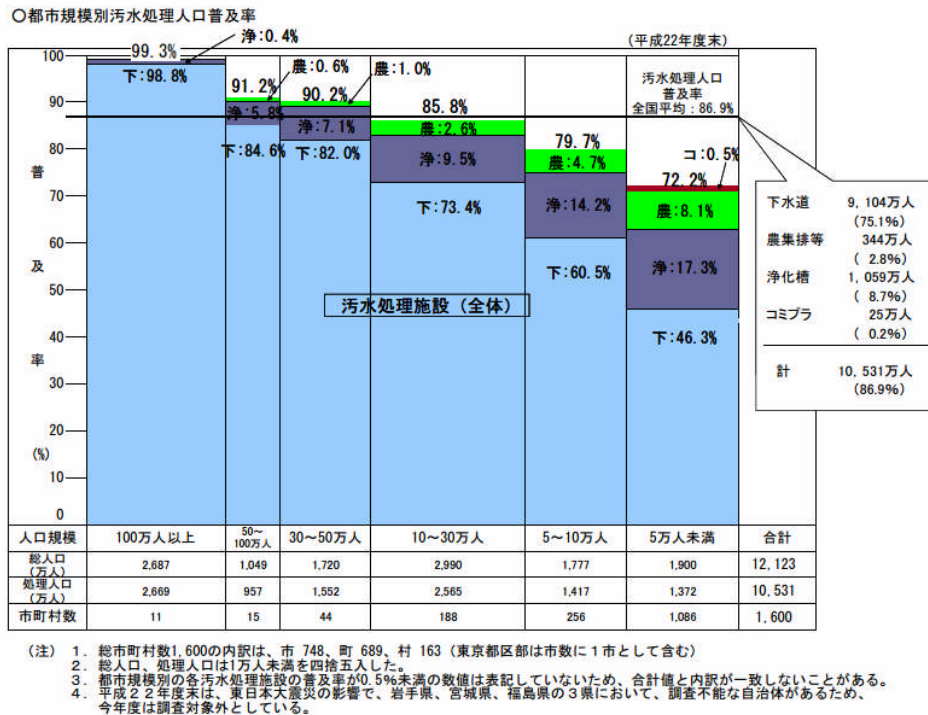 ○都市規模別汚水処理人口普及率
(平成22年度末)
浄:0.4%
99.3%
下:98.8%
91.2%
農:0.6%
浄:5.8%
下:84.6%
90.2%
農:1.0%
浄:7.1%
下:82.0%
85.8%
農:2.6%
浄:9.5%
下:73.4%
79.7%
農:4.7%
浄:14.2%
下:60.5%
コ:0.5%
72.2%
農:8.1%
浄:17.3%
下:46.3%
汚水処理人口
普及率
全国平均:86.9%
汚水処理施設(全体)
100
90
80
70
60
50
40
30
20
10
0
普及率(%)
下水道 9,104万人
(75.1%)
農集排等 344万人
( 2.8%)
浄化槽 1,059万人
( 8.7%)
コミプラ 25万人
( 0.2%)
計 10,531万人
(86.9%)
人口規模 100万人以上 50~100万人 30~50万人 10~30万人 5~10万人 5万人未満 合計
総人口(万人) 2,687 1,049 1,720 2,990 1,777 1,900 12,123
処理人口(万人) 2,669 957 1,552 2,565 1,417 1,372 10,531
市町村数 11 15 44 188 256 1,086 1,600
(注) 1. 総市町村数1,600の内訳は、市 748、町 689、村 163(東京都区部は市数に1市として含む)
2. 総人口、処理人口は1万人未満を四捨五入した。
3. 都市規模別の各汚水処理施設の普及率が0.5%未満の数値は表記していないため、合計値と内訳が一致しないことがある。
4. 平成22年度末は、東日本大震災の影響で、岩手県、宮城県、福島県の3県において、調査不能な自治体があるため、
今年度は調査対象外としている。